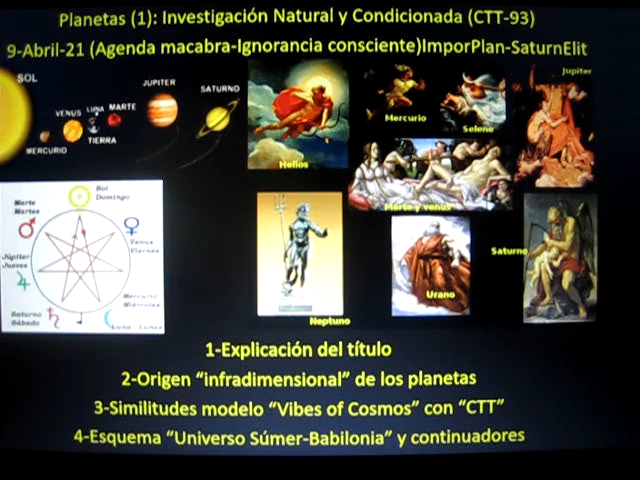 Planetas (1): Investigación Natural y Condicionada (CTT-93)
9-Abril-21 (Agenda macabra-Ignorancia consciente)ImporPlan-SaturnElit
SOL
MERCURIO
VENUS
LUNA
TIERRA
MARTE
JUPITER
SATURNO
Helios
Mercurio
Selene
Jupiter
Marte y venus
Neptuno
Urano
Saturno
Sol
Domingo
Marte
Martes
Venus
Viernes
Júpiter
Jueves
Mercurio
Miércoles
Saturno
Sábado
Luna Lunes
1-Explicación del título
2-Origen “infradimensional” de los planetas
3-Similitudes modelo “Vibes of Cosmos” con “CTT”
4-Esquema “Universo Súmer-Babilonia” y continuadores